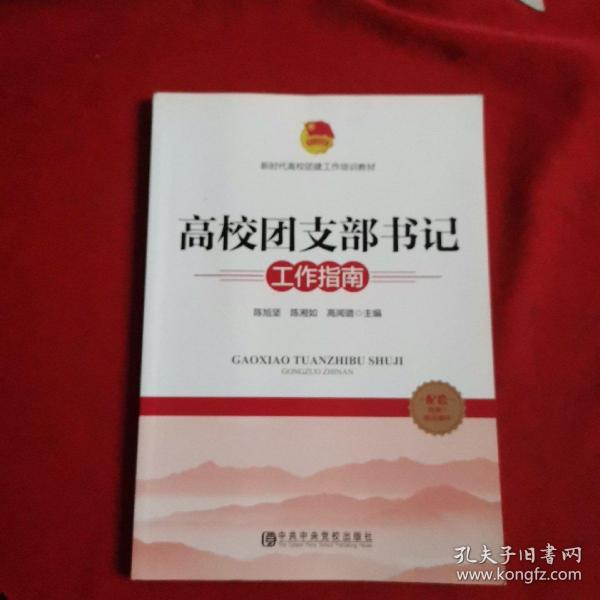 新时代高校团建工作培训教材
高校团支部书记
工作指南
陈旭坚 陈湘如 高闻璐◇主编
GAOXIAO TUANZHIBU SHUJI
GONGZUO ZHINAN
配套
中共中央党校出版社
孔夫子旧书网
www.kongfz.com